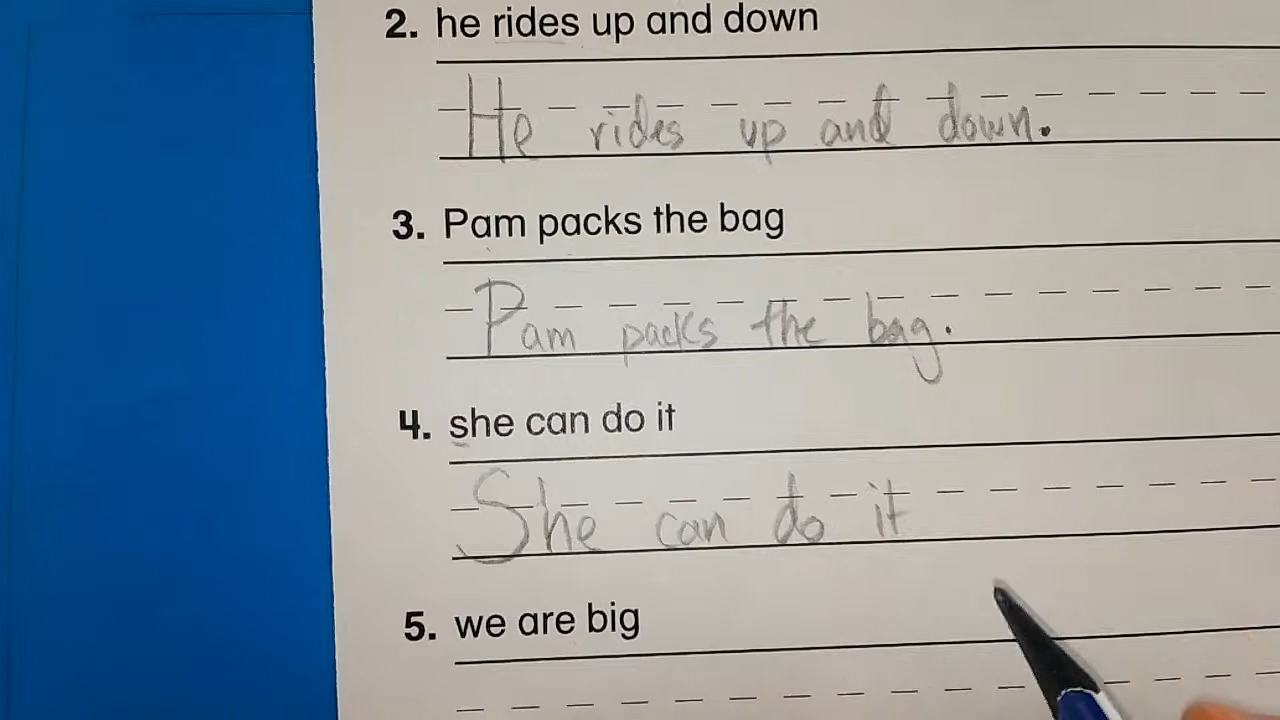 2. he rides up and down
He rides up and down.
3. Pam packs the bag
Pam packs the bag.
4. she can do it
She can do it
5. we are big